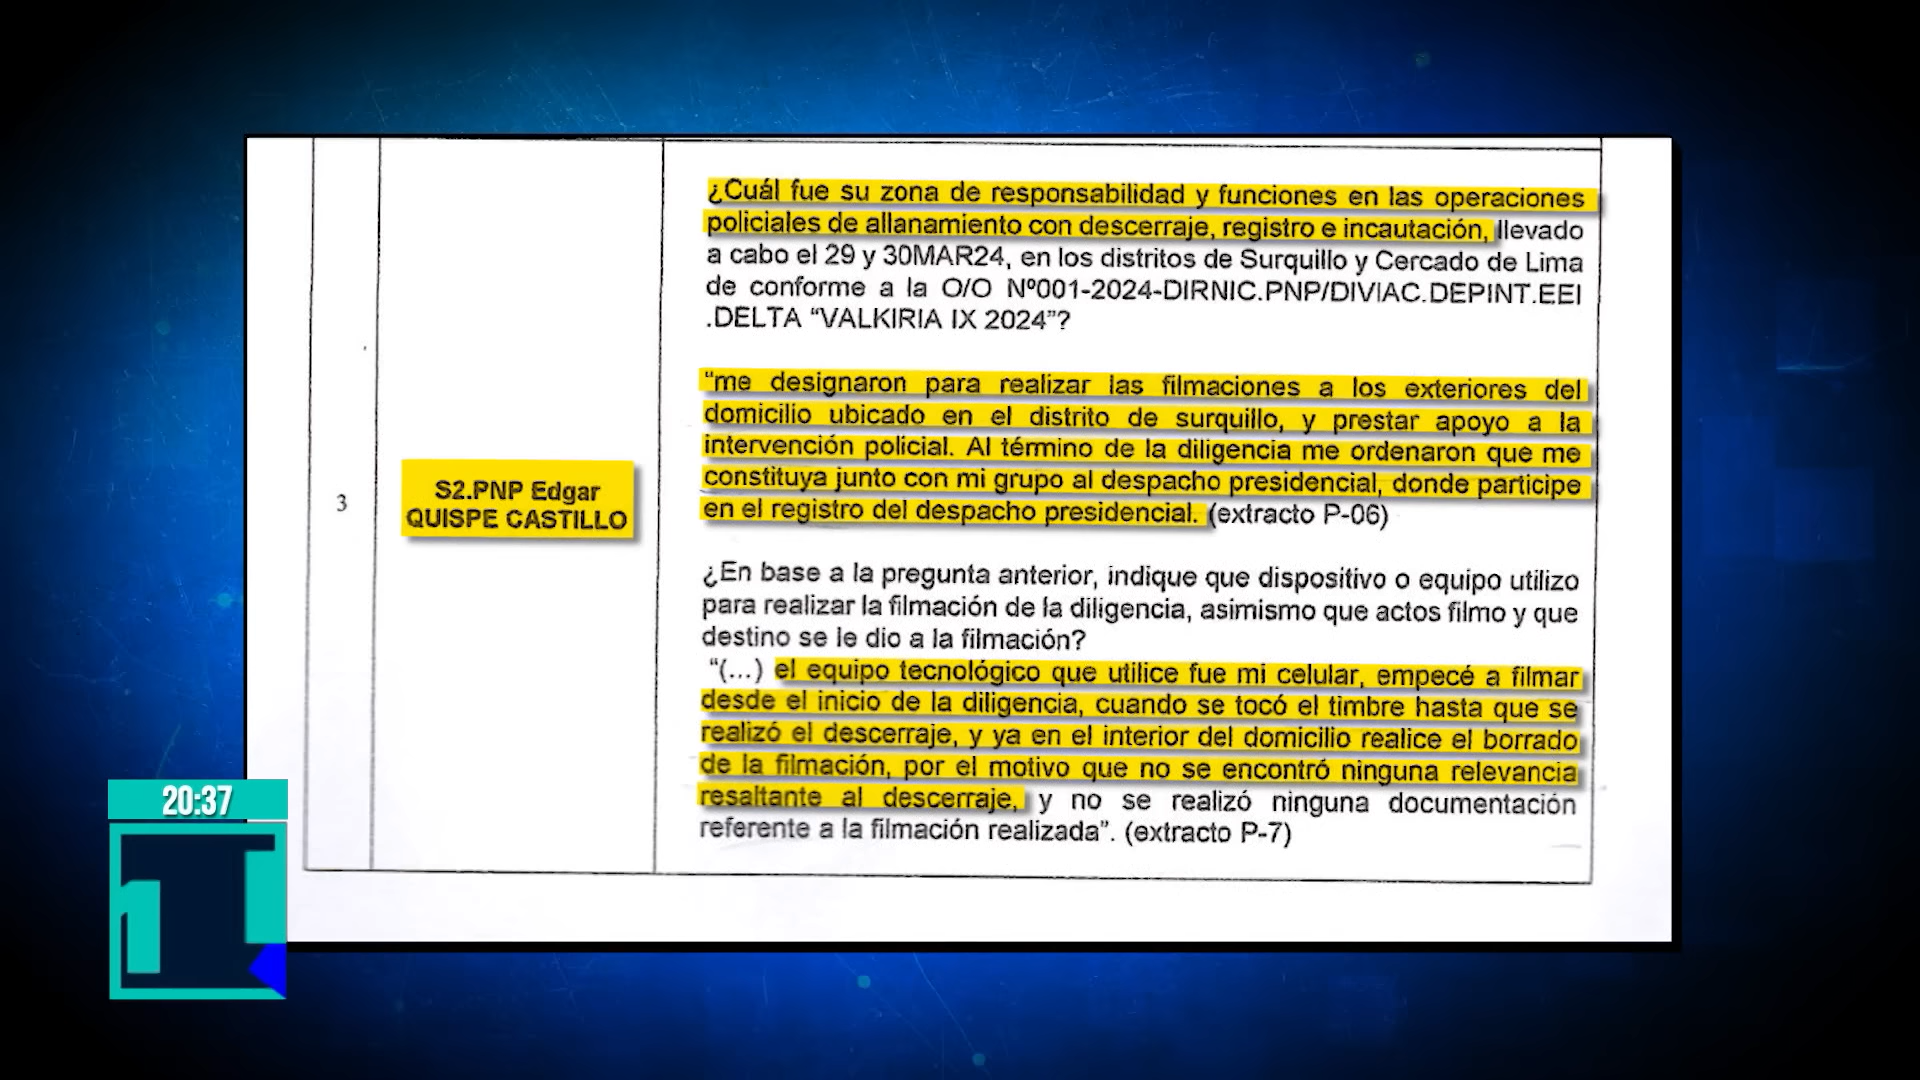 ¿Cuál fue su zona de responsabilidad y funciones en las operaciones
policiales de allanamiento con descerraje, registro e incautación, llevado
a cabo el 29 y 30MAR24, en los distritos de Surquillo y Cercado de Lima
de conforme a la O/O Nº001-2024-DIRNIC.PNP/DIVIAC.DEPINT.EEI
.DELTA “VALKIRIA IX 2024”?
“me designaron para realizar las filmaciones a los exteriores del
domicilio ubicado en el distrito de surquillo, y prestar apoyo a la
intervención policial. Al término de la diligencia me ordenaron que me
constituya junto con mi grupo al despacho presidencial, donde participe
en el registro del despacho presidencial. (extracto P-06)
3
S2.PNP Edgar
QUISPE CASTILLO
¿En base a la pregunta anterior, indique que dispositivo o equipo utilizo
para realizar la filmación de la diligencia, asimismo que actos filmo y que
destino se le dio a la filmación?
“(...) el equipo tecnológico que utilice fue mi celular, empecé a filmar
desde el inicio de la diligencia, cuando se tocó el timbre hasta que se
realizó el descerraje, y ya en el interior del domicilio realice el borrado
de la filmación, por el motivo que no se encontró ninguna relevancia
resaltante al descerraje, y no se realizó ninguna documentación
referente a la filmación realizada”. (extracto P-7)
20:37